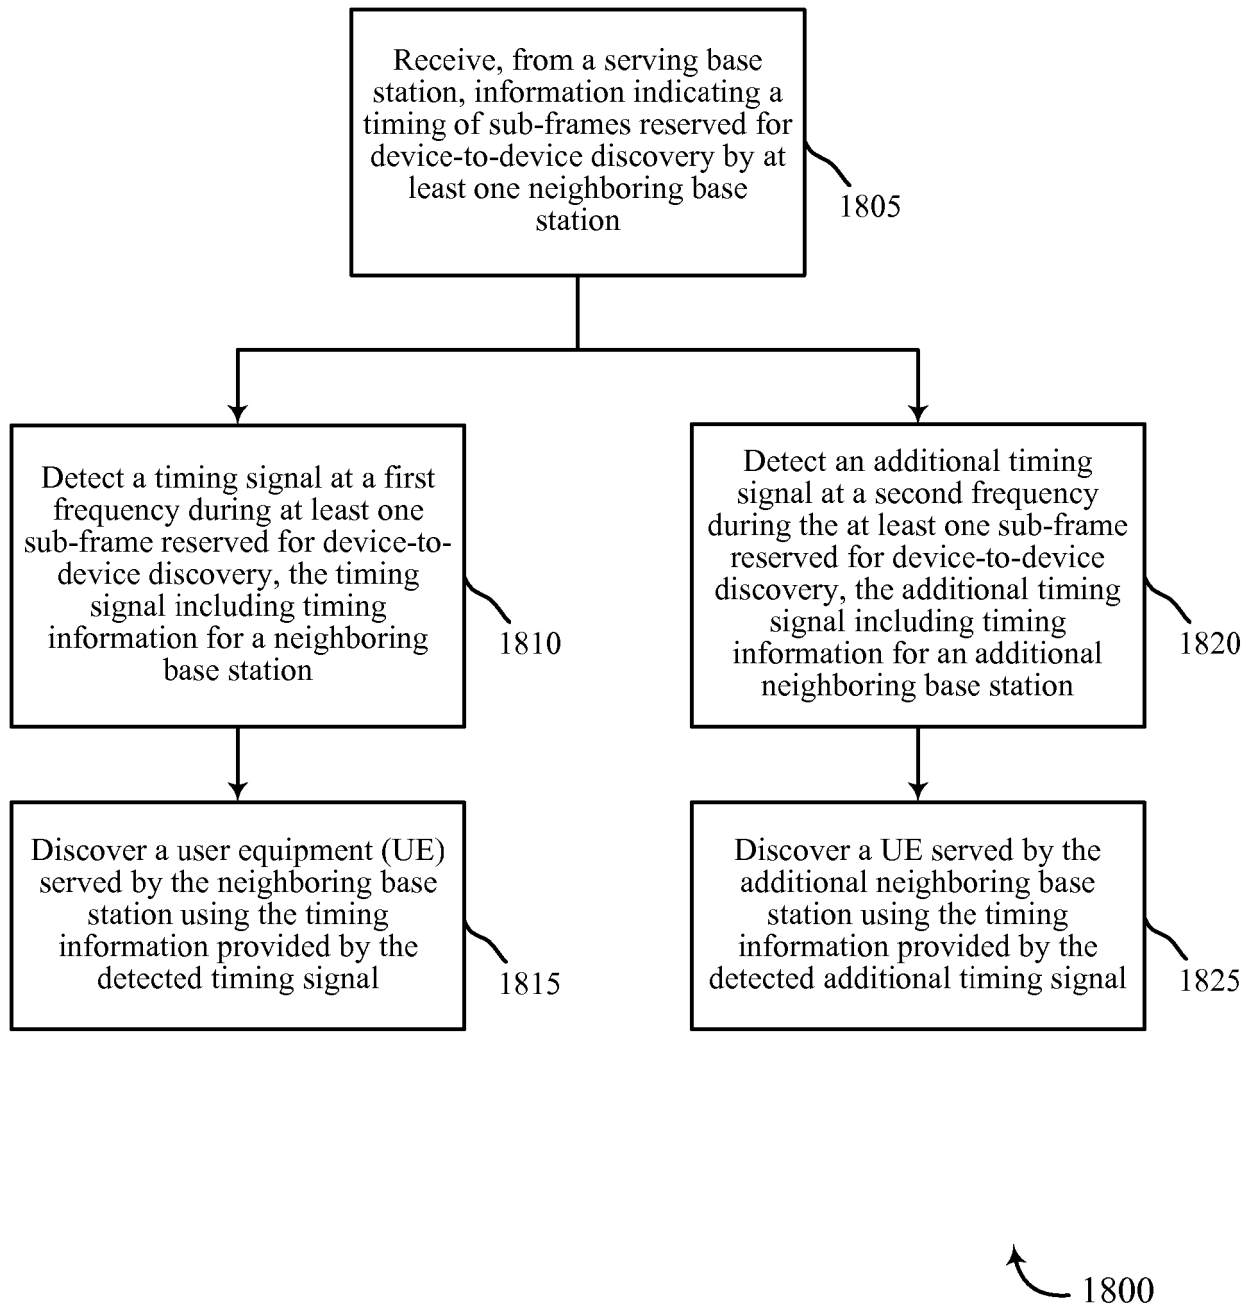 Receive, from a serving base
station, information indicating a
timing of sub-frames reserved for
device-to-device discovery by at
least one neighboring base
station
1805
Detect a timing signal at a first
frequency during at least one
sub-frame reserved for device-to-
device discovery, the timing
signal including timing
information for a neighboring
base station
1810
Detect an additional timing
signal at a second frequency
during the at least one sub-frame
reserved for device-to-device
discovery, the additional timing
signal including timing
information for an additional
neighboring base station
1820
Discover a user equipment (UE)
served by the neighboring base
station using the timing
information provided by the
detected timing signal
1815
Discover a UE served by the
additional neighboring base
station using the timing
information provided by the
detected additional timing signal
1825
1800